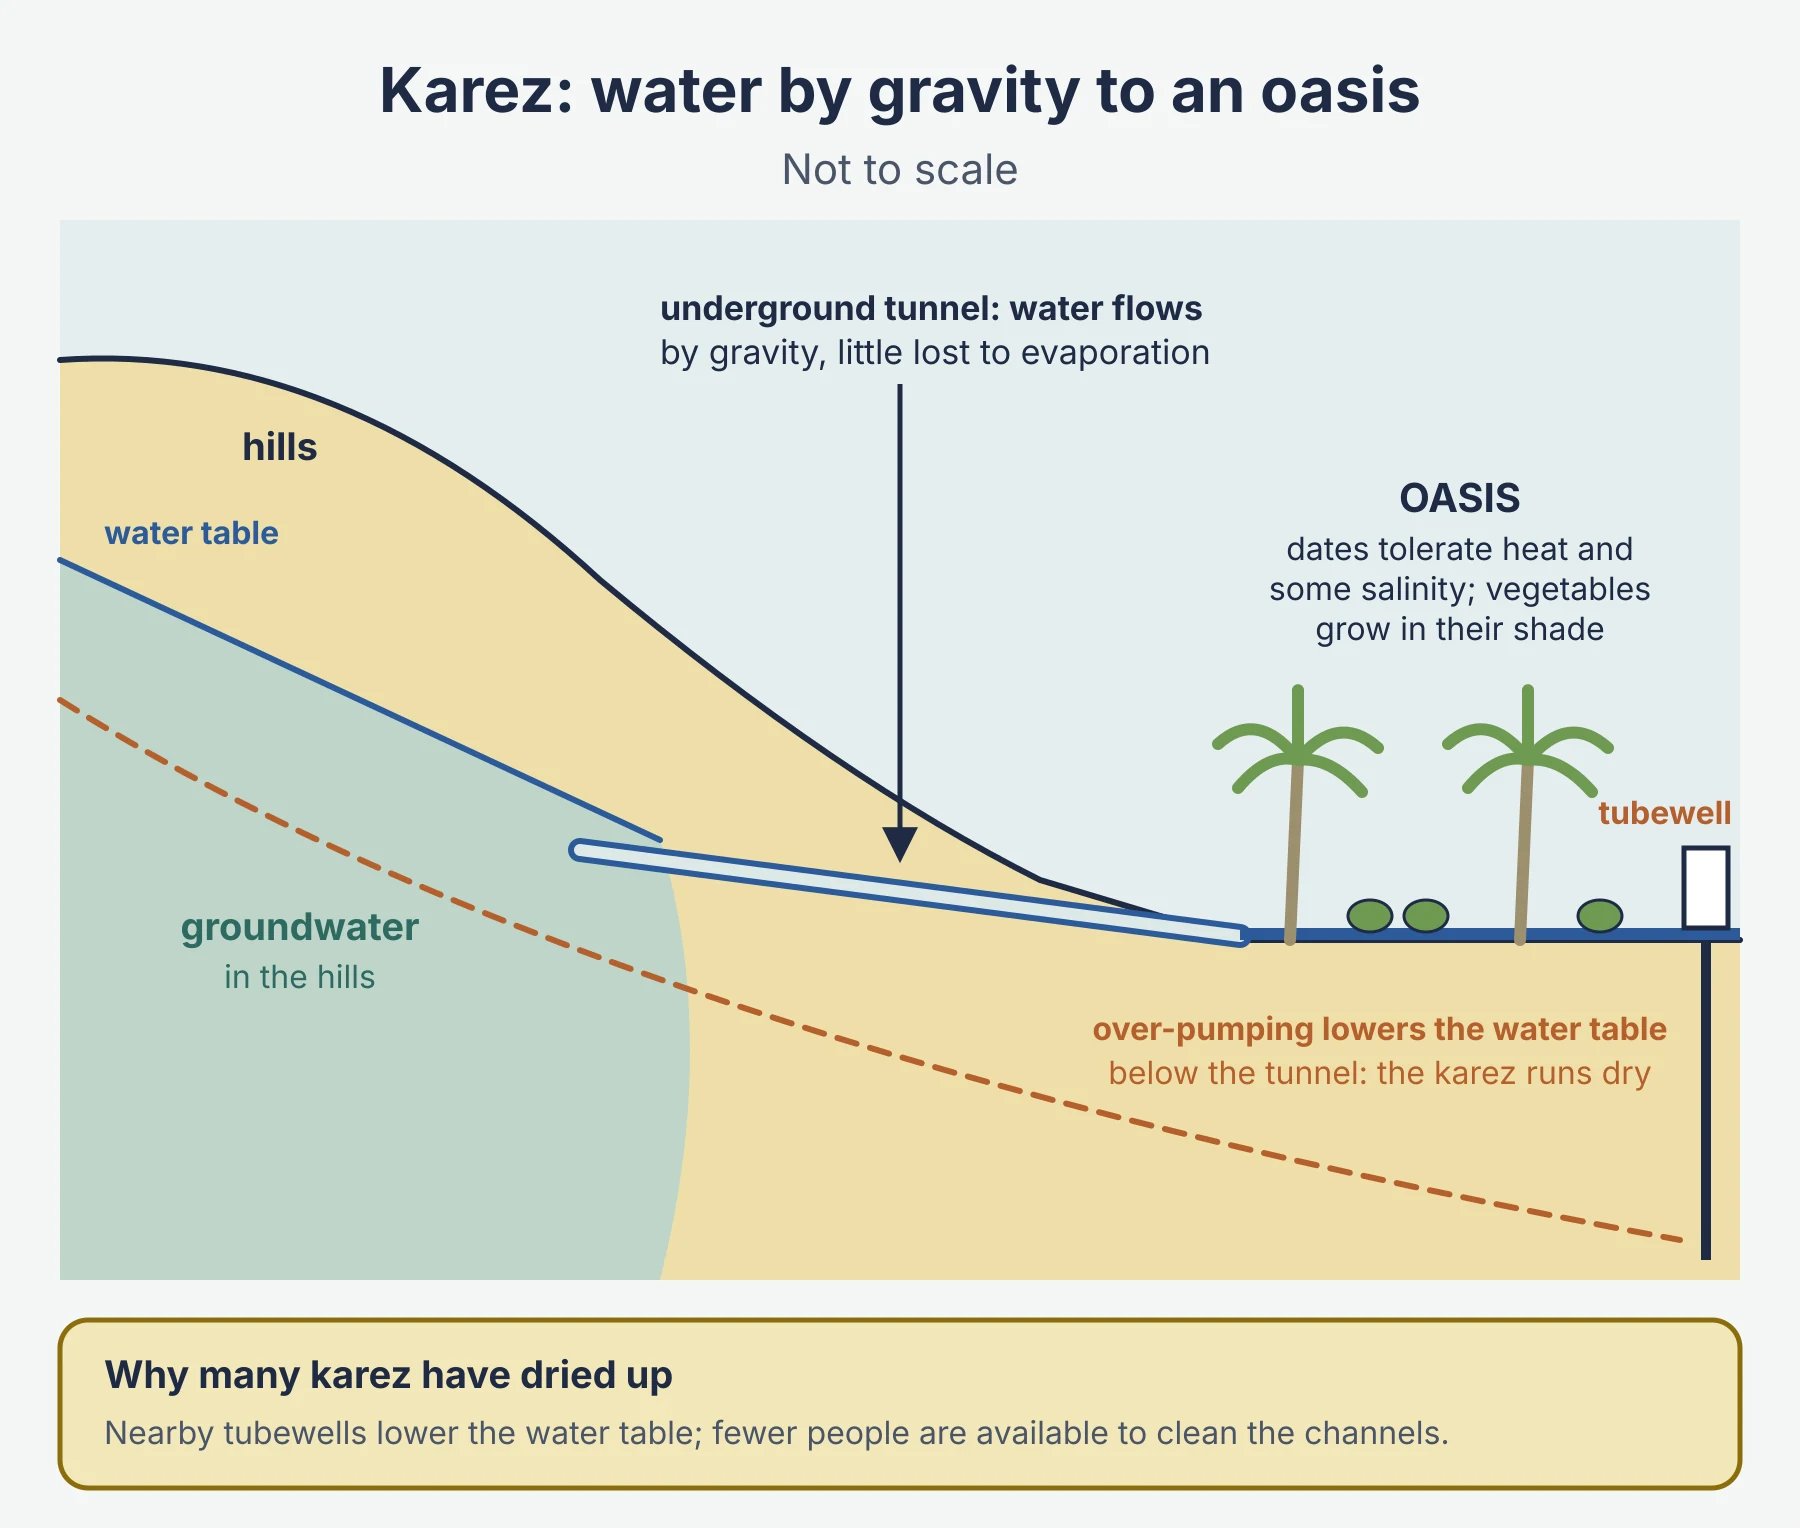 Karez: water by gravity to an oasis
Not to scale
underground tunnel: water flows
by gravity, little lost to evaporation
hills
water table
OASIS
dates tolerate heat and
some salinity; vegetables
grow in their shade
tubewell
groundwater
in the hills
over-pumping lowers the water table
below the tunnel: the karez runs dry
Why many karez have dried up
Nearby tubewells lower the water table; fewer people are available to clean the channels.